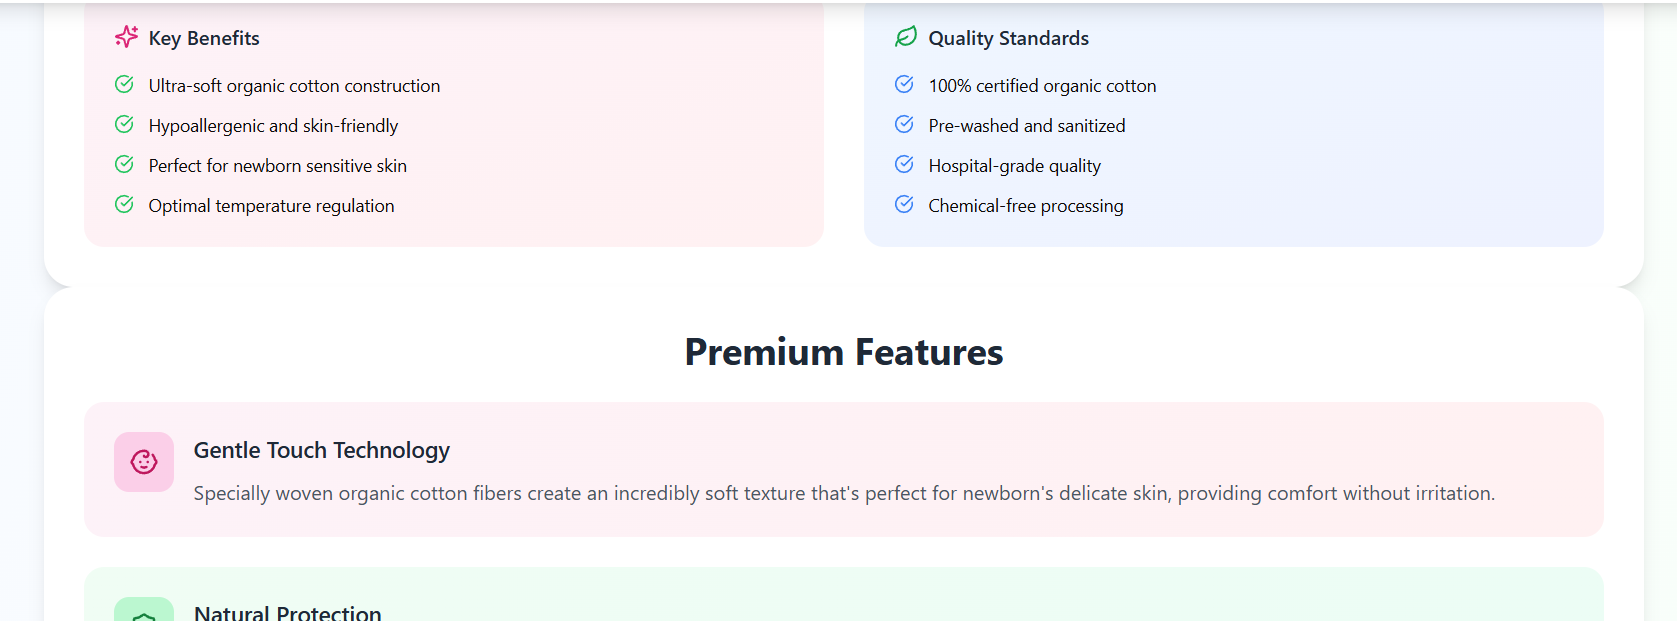 Key Benefits
Ultra-soft organic cotton construction
Hypoallergenic and skin-friendly
Perfect for newborn sensitive skin
Optimal temperature regulation
Quality Standards
100% certified organic cotton
Pre-washed and sanitized
Hospital-grade quality
Chemical-free processing
Premium Features
Gentle Touch Technology
Specially woven organic cotton fibers create an incredibly soft texture that's perfect for newborn's delicate skin, providing comfort without irritation.
Natural Protection